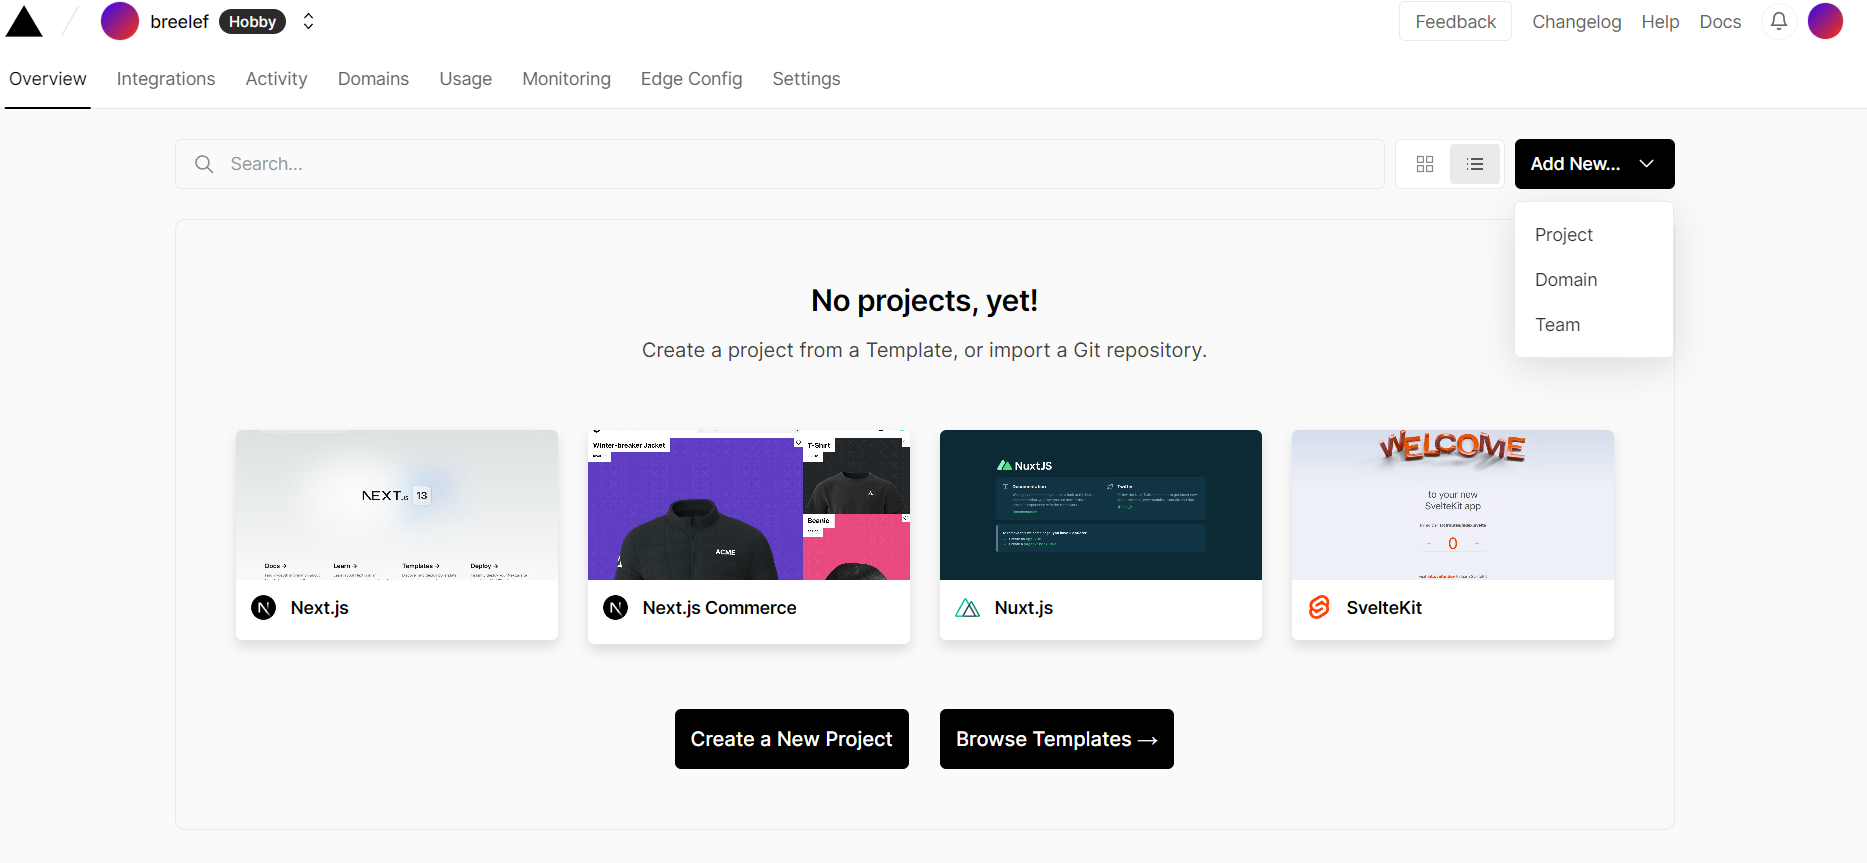 breelef Hobby
Feedback Changelog Help Docs
Overview Integrations Activity Domains Usage Monitoring Edge Config Settings
Search...
Add New...
Project
Domain
Team
No projects, yet!
Create a project from a Template, or import a Git repository.
NEXT.JS 13
Docs → Learn → Templates → Deploy →
Next.js
Winter-breaker Jacket
T-Shirt
Beanie
ACME
Next.js Commerce
NuxtJS
Documentation Twitter
Nuxt.js
WELCOME
to your new
SvelteKit app
0
SvelteKit
Create a New Project
Browse Templates →